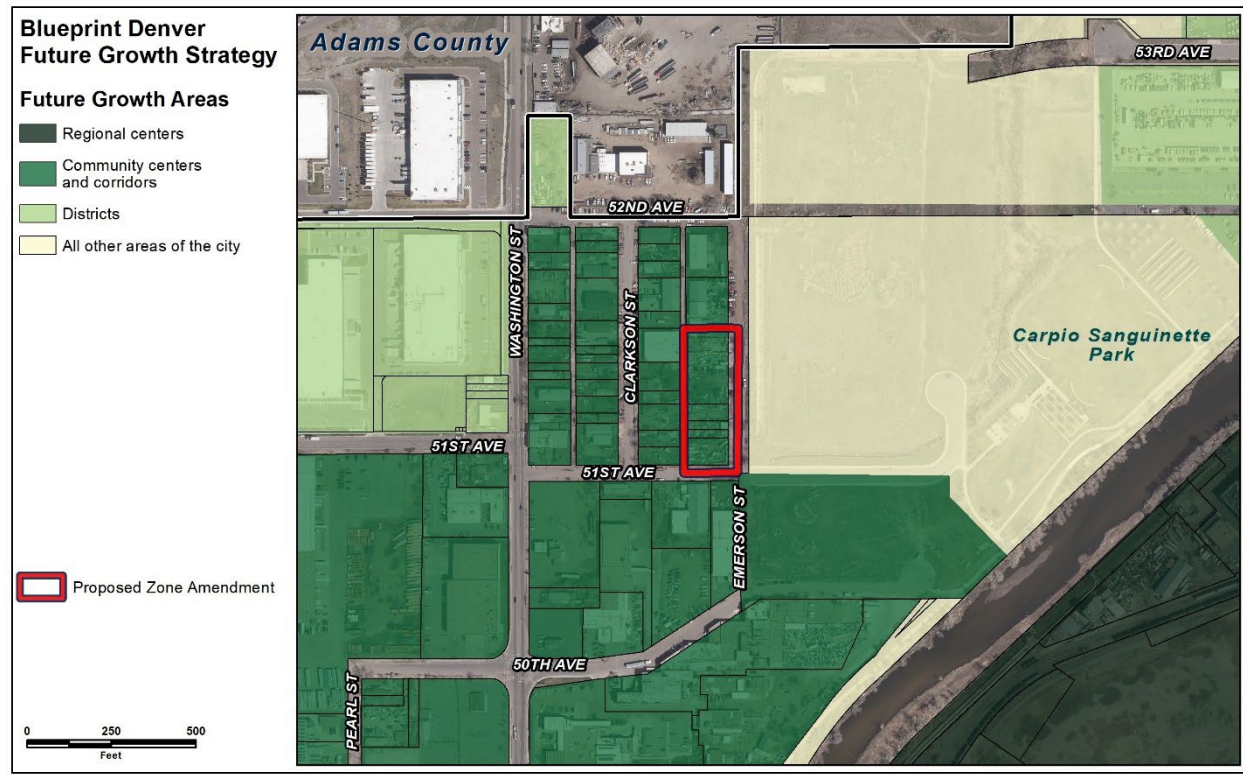 Blueprint Denver
Future Growth Strategy
Future Growth Areas
Regional centers
Community centers
and corridors
Districts
All other areas of the city
Proposed Zone Amendment
0 250 500
Feet
Adams County
53RD AVE
52ND AVE
WASHINGTON ST
CLARKSON ST
Carpio Sanguinette
Park
51ST AVE
51ST AVE
EMERSON ST
50TH AVE
PEARL ST